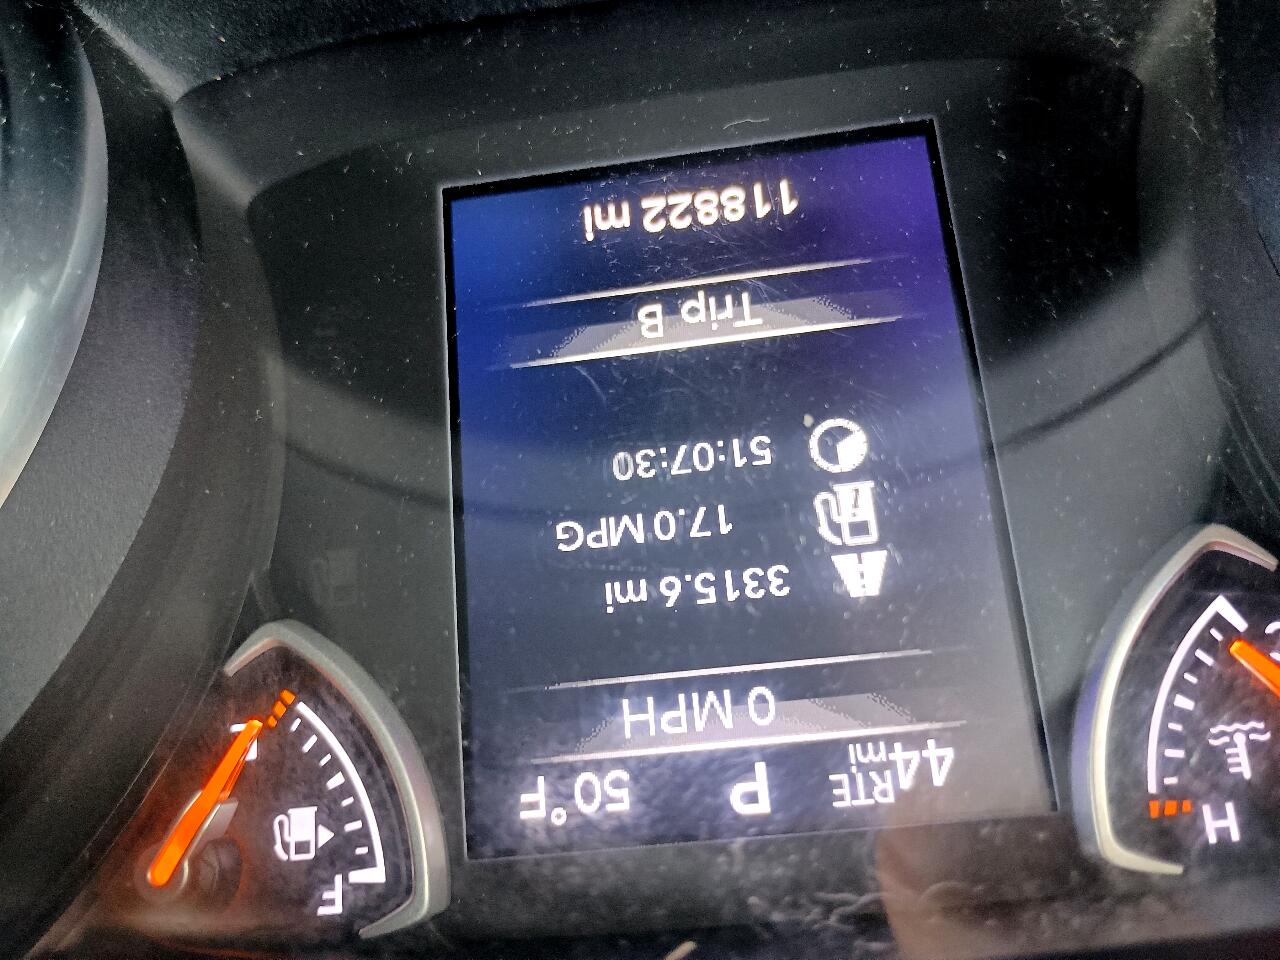 44 RTE mi
P
50°F
0 MPH
3315.6 mi
17.0 MPG
51:07:30
Trip B
118822 mi
H
F